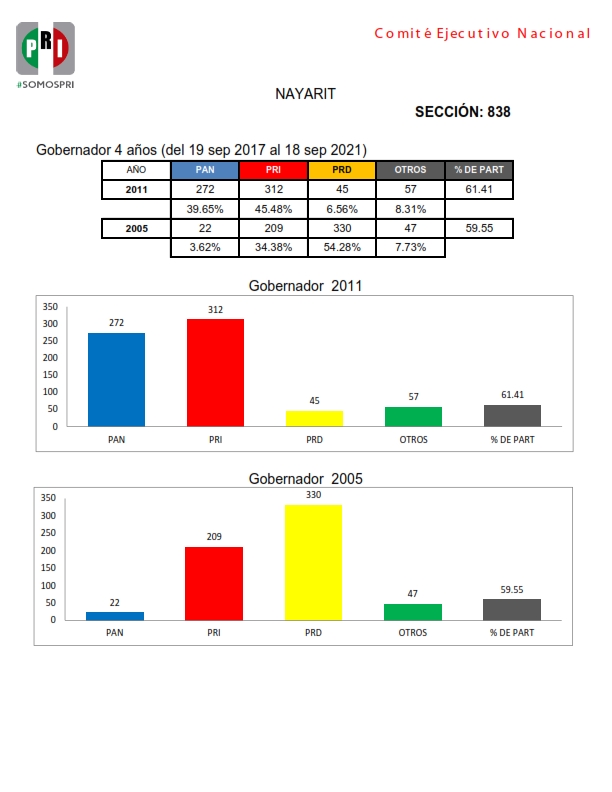 PRI
#SOMOSPRI
Comité Ejecutivo Nacional
NAYARIT
SECCIÓN: 838
Gobernador 4 años (del 19 sep 2017 al 18 sep 2021)
AÑO PAN PRI PRD OTROS % DE PART
2011 272 312 45 57 61.41
39.65% 45.48% 6.56% 8.31%
2005 22 209 330 47 59.55
3.62% 34.38% 54.28% 7.73%
Gobernador 2011
350
300
250
200
150
100
50
0
272
312
45
57
61.41
PAN PRI PRD OTROS % DE PART
Gobernador 2005
350
300
250
200
150
100
50
0
22
209
330
47
59.55
PAN PRI PRD OTROS % DE PART